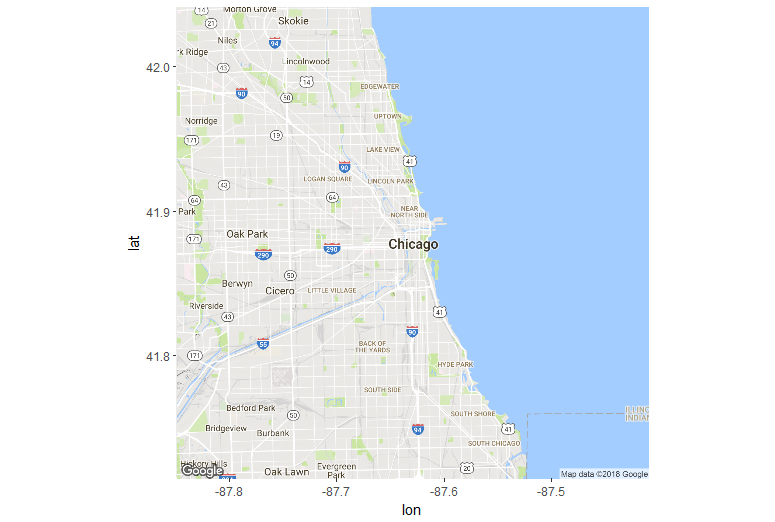 14
Morton Grove
21
Skokie
Niles
94
rk Ridge
42.0
43
Lincolnwood
14
90
50
EDGEWATER
UPTOWN
Norridge
19
171
LAKE VIEW
41
90
LOGAN SQUARE
LINCOLN PARK
43
64
64
Park
NEAR
NORTH SIDE
41.9
Oak Park
171
Chicago
290
290
lat
50
Berwyn
Cicero
LITTLE VILLAGE
Riverside
43
41
90
55
BACK OF
THE YARDS
171
41.8
HYDE PARK
SOUTH SIDE
Bedford Park
50
SOUTH SHORE
ILLINO
INDIAN
Bridgeview
Burbank
94
41
SOUTH CHICAGO
Hickory Hills
Google
Oak Lawn
Evergreen
Park
20
Map data ©2018 Google
-87.8
-87.7
-87.6
-87.5
lon